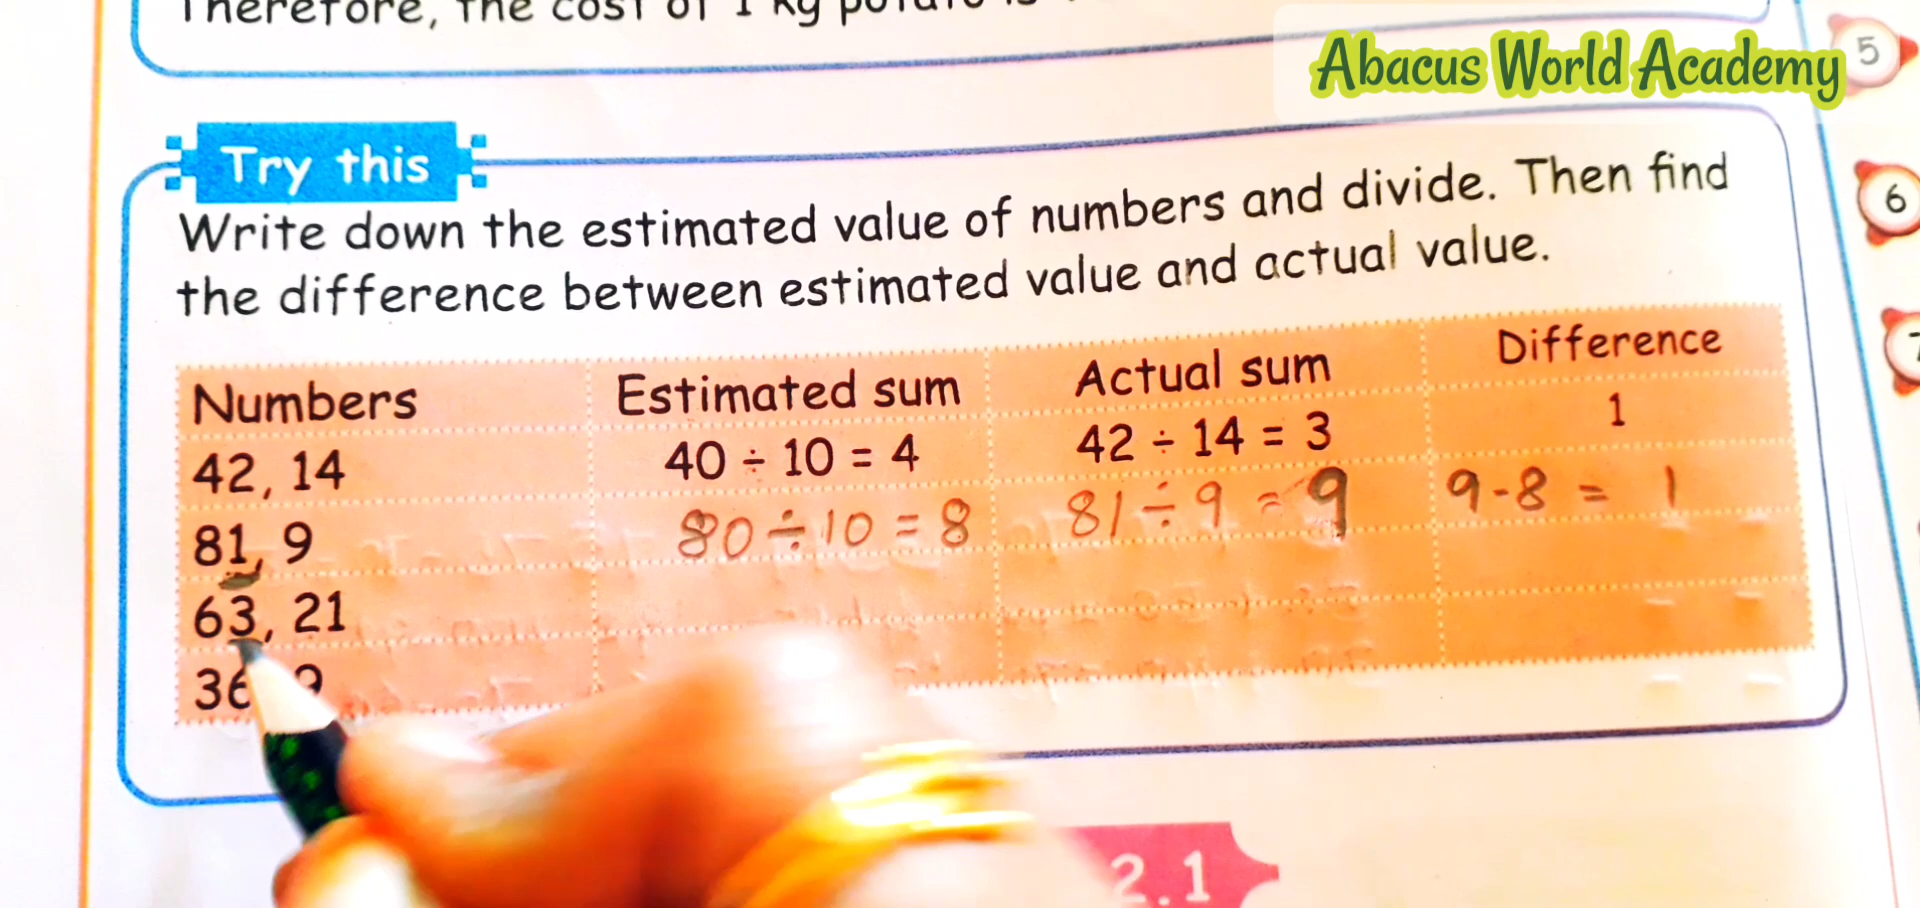 Therefore, the cost of 1 kg potato is
Abacus World Academy
5
Try this
Write down the estimated value of numbers and divide. Then find
the difference between estimated value and actual value.
6
Numbers Estimated sum Actual sum Difference
42, 14 40 ÷ 10 = 4 42 ÷ 14 = 3 1
81, 9 80 ÷ 10 = 8 81 ÷ 9 = 9 9-8 = 1
63, 21
36 9
2.1